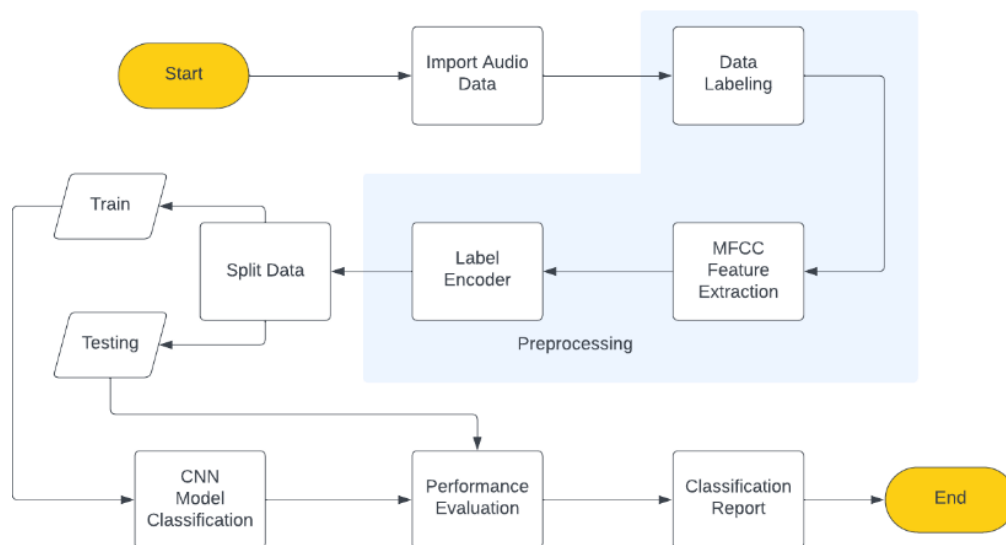 Start
Import Audio
Data
Data
Labeling
Train
Split Data
Label
Encoder
MFCC
Feature
Extraction
Testing
Preprocessing
CNN
Model
Classification
Performance
Evaluation
Classification
Report
End